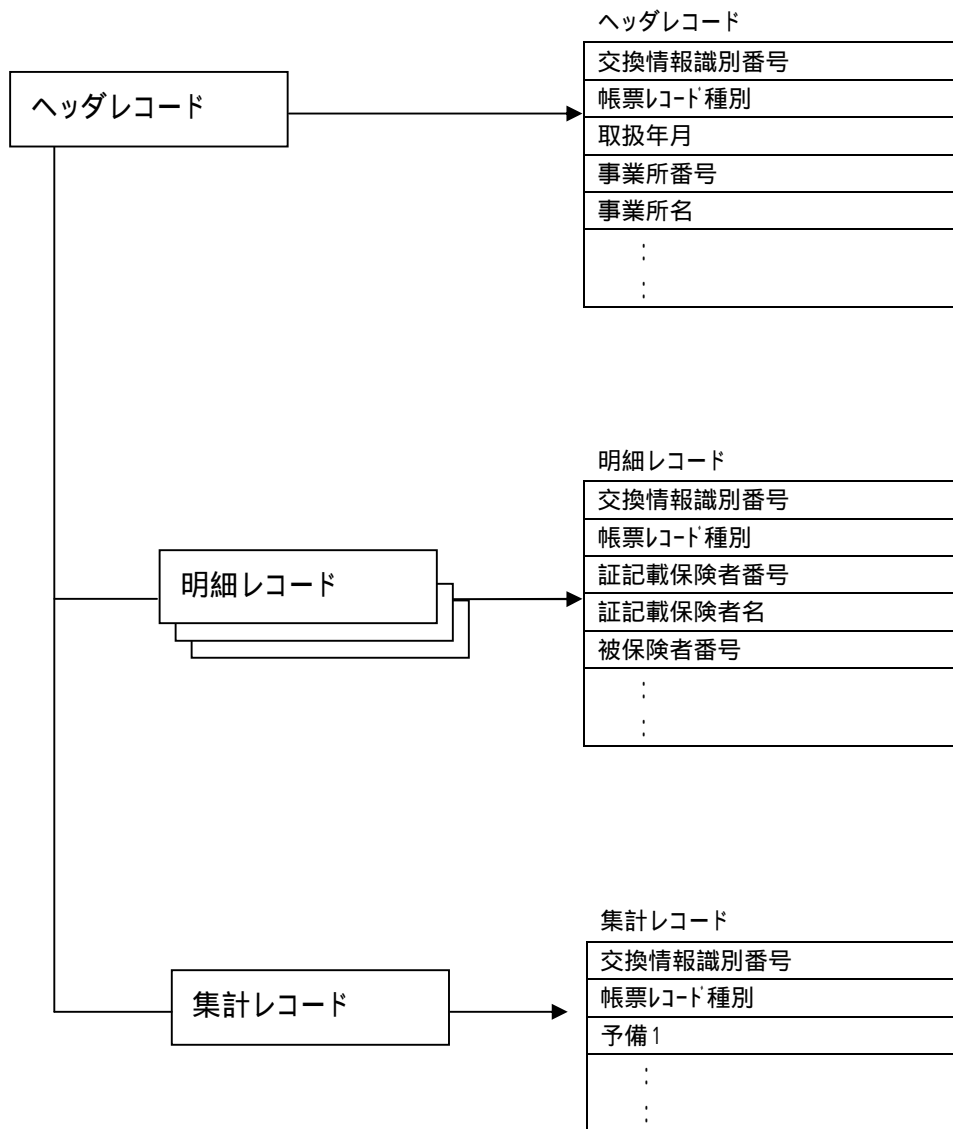 ヘッダレコード
ヘッダレコード
交換情報識別番号
帳票ﾚｺｰﾄﾞ種別
取扱年月
事業所番号
事業所名
:
:
明細レコード
明細レコード
交換情報識別番号
帳票ﾚｺｰﾄﾞ種別
証記載保険者番号
証記載保険者名
被保険者番号
:
:
集計レコード
集計レコード
交換情報識別番号
帳票ﾚｺｰﾄﾞ種別
予備1
:
: